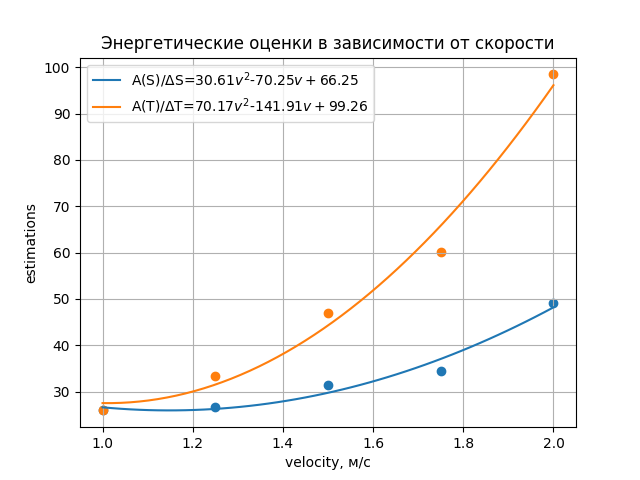 Энергетические оценки в зависимости от скорости
A(S)/ΔS=30.61v²-70.25v + 66.25
A(T)/ΔT=70.17v²-141.91v + 99.26
100
90
80
70
60
50
40
30
estimations
1.0 1.2 1.4 1.6 1.8 2.0
velocity, м/с